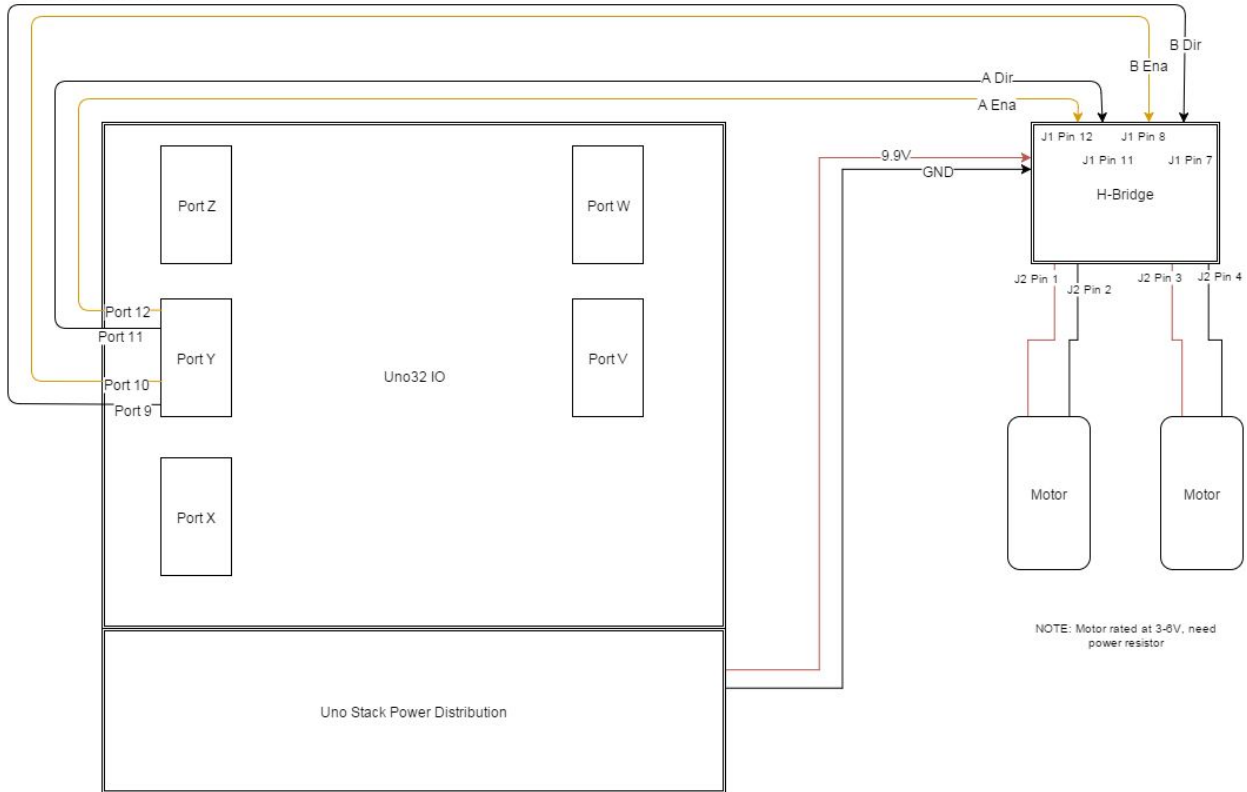 B Dir
B Ena
A Dir
A Ena
J1 Pin 12
J1 Pin 8
J1 Pin 11
J1 Pin 7
H-Bridge
9.9V
GND
Port Z
Port W
J2 Pin 1
J2 Pin 2
J2 Pin 3
J2 Pin 4
Port 12
Port 11
Port Y
Port 10
Port 9
Uno32 IO
Port V
Port X
Motor
Motor
NOTE: Motor rated at 3-6V, need
power resistor
Uno Stack Power Distribution